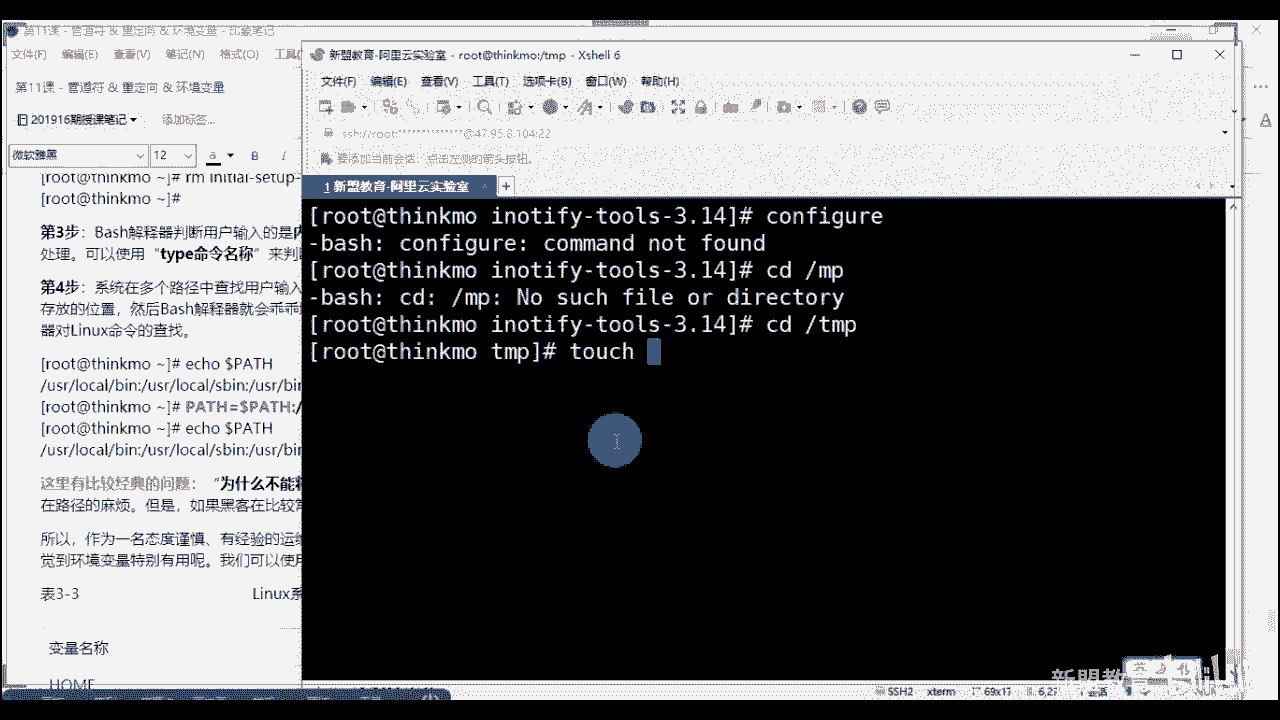 第11课 - 管道符 & 重定向 & 环境变量 - 印象笔记
文件(F) 编辑(E) 查看(V) 笔记(N) 格式(O) 工具(
第11课 - 管道符 & 重定向 & 环境变量
201916期授课笔记 添加标签...
微软雅黑 12 a B I
[root@thinkmo ~]# rm initial-setup-
[root@thinkmo ~]#
第3步：Bash解释器判断用户输入的是
处理。可以使用“type命令名称”来判
第4步：系统在多个路径中查找用户输入
存放的位置，然后Bash解释器就会乖乖
器对Linux命令的查找。
[root@thinkmo ~]# echo $PATH
/usr/local/bin:/usr/local/sbin:/usr/bin
[root@thinkmo ~]# PATH=$PATH:/
[root@thinkmo ~]# echo $PATH
/usr/local/bin:/usr/local/sbin:/usr/bin
这里有比较经典的问题：“为什么不能将
在路径的麻烦。但是，如果黑客在比较常
所以，作为一名态度谨慎、有经验的运维
觉到环境变量特别有用呢。我们可以使用
表3-3 Linux系
变量名称
HOME
新盟教育-阿里云实验室 - root@thinkmo:/tmp - Xshell 6
文件(F) 编辑(E) 查看(V) 工具(T) 选项卡(B) 窗口(W) 帮助(H)
ssh://root:**************@47.95.8.104:22
要添加当前会话，点击左侧的箭头按钮。
1 新盟教育-阿里云实验室
[root@thinkmo inotify-tools-3.14]# configure
-bash: configure: command not found
[root@thinkmo inotify-tools-3.14]# cd /mp
-bash: cd: /mp: No such file or directory
[root@thinkmo inotify-tools-3.14]# cd /tmp
[root@thinkmo tmp]# touch
SSH2 xterm 69x17 6,27
新盟教育